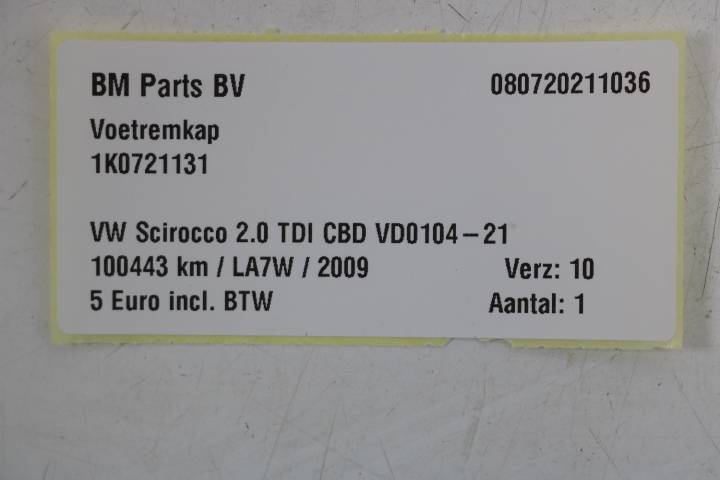 BM Parts BV 080720211036
Voetremkap
1K0721131
VW Scirocco 2.0 TDI CBD VD0104-21
100443 km / LA7W / 2009 Verz: 10
5 Euro incl. BTW Aantal: 1